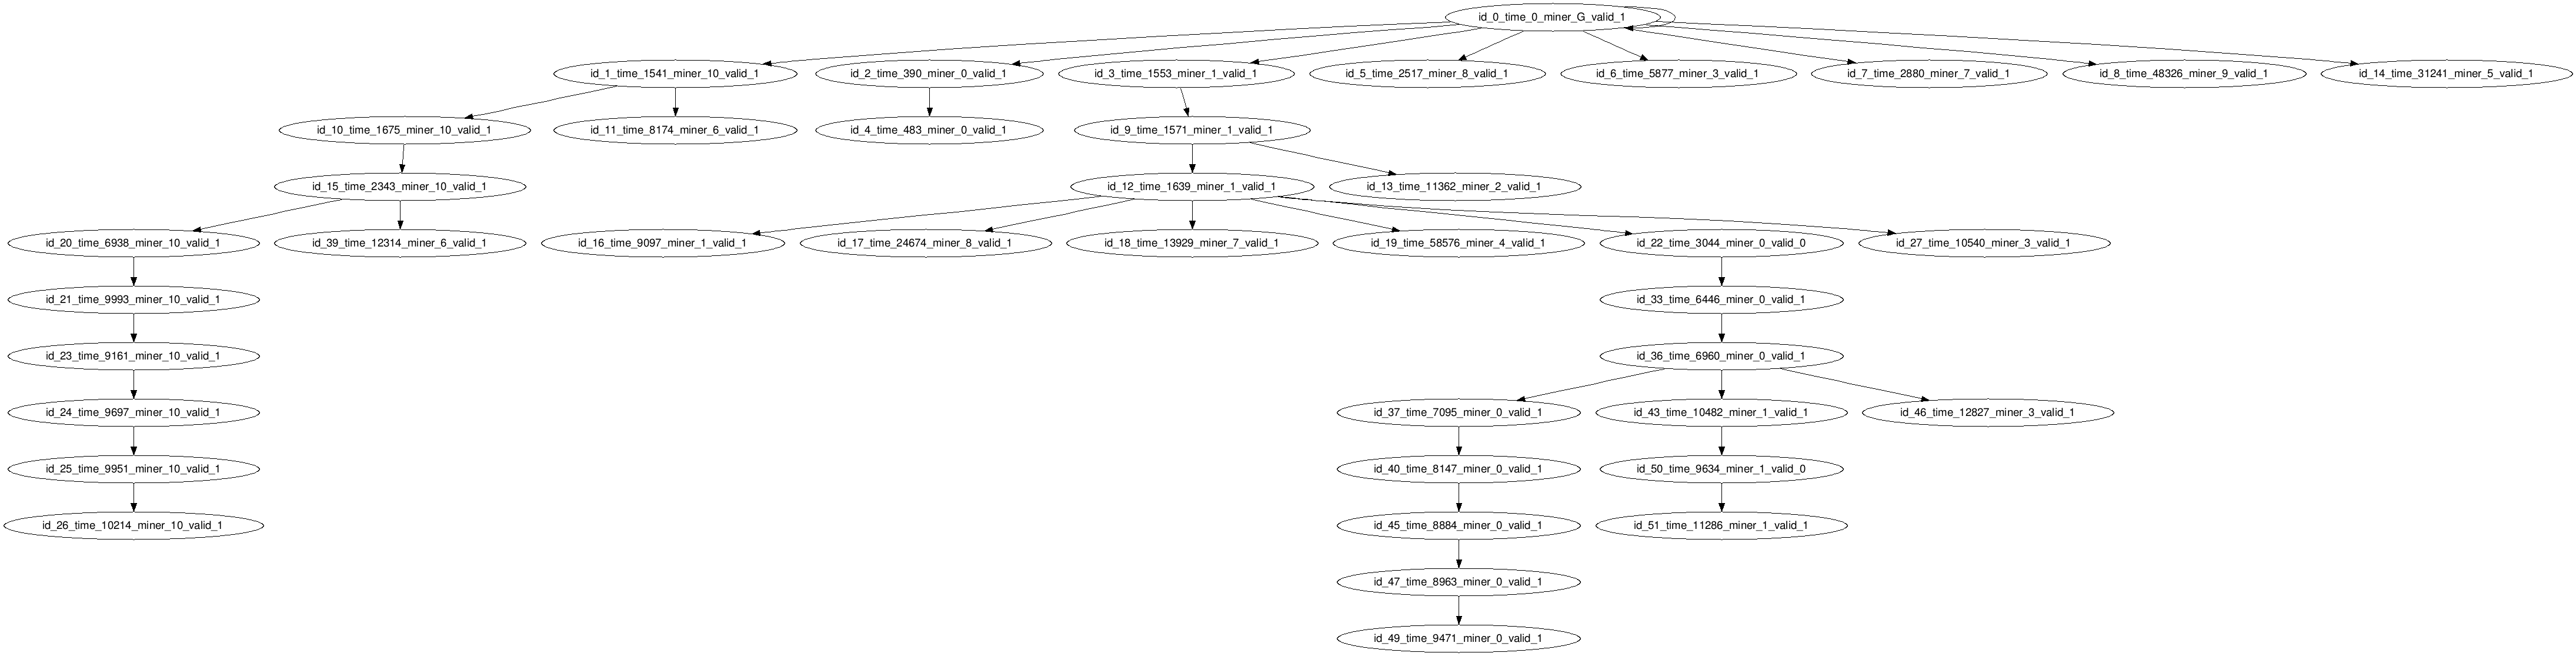 id_0_time_0_miner_G_valid_1
id_1_time_1541_miner_10_valid_1
id_2_time_390_miner_0_valid_1
id_3_time_1553_miner_1_valid_1
id_5_time_2517_miner_8_valid_1
id_6_time_5877_miner_3_valid_1
id_7_time_2880_miner_7_valid_1
id_8_time_48326_miner_9_valid_1
id_14_time_31241_miner_5_valid_1
id_10_time_1675_miner_10_valid_1
id_11_time_8174_miner_6_valid_1
id_4_time_483_miner_0_valid_1
id_9_time_1571_miner_1_valid_1
id_15_time_2343_miner_10_valid_1
id_12_time_1639_miner_1_valid_1
id_13_time_11362_miner_2_valid_1
id_20_time_6938_miner_10_valid_1
id_39_time_12314_miner_6_valid_1
id_16_time_9097_miner_1_valid_1
id_17_time_24674_miner_8_valid_1
id_18_time_13929_miner_7_valid_1
id_19_time_58576_miner_4_valid_1
id_22_time_3044_miner_0_valid_0
id_27_time_10540_miner_3_valid_1
id_21_time_9993_miner_10_valid_1
id_33_time_6446_miner_0_valid_1
id_23_time_9161_miner_10_valid_1
id_36_time_6960_miner_0_valid_1
id_24_time_9697_miner_10_valid_1
id_37_time_7095_miner_0_valid_1
id_43_time_10482_miner_1_valid_1
id_46_time_12827_miner_3_valid_1
id_25_time_9951_miner_10_valid_1
id_40_time_8147_miner_0_valid_1
id_50_time_9634_miner_1_valid_0
id_26_time_10214_miner_10_valid_1
id_45_time_8884_miner_0_valid_1
id_51_time_11286_miner_1_valid_1
id_47_time_8963_miner_0_valid_1
id_49_time_9471_miner_0_valid_1